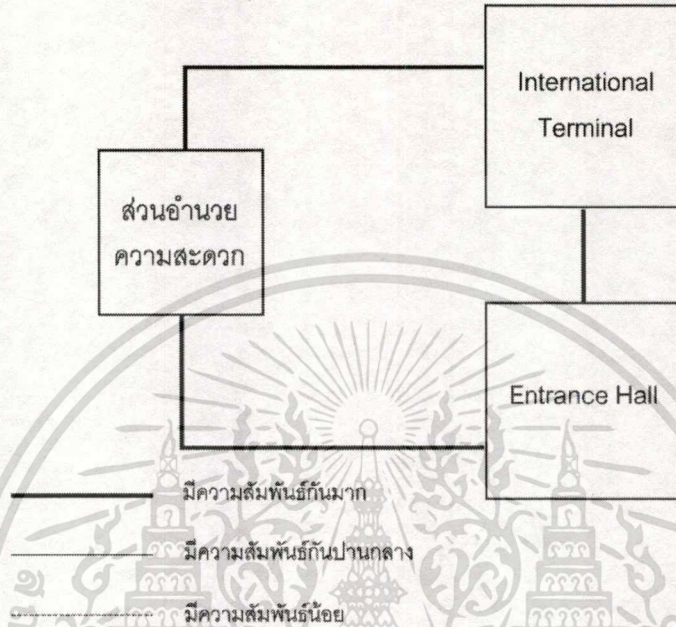 International
Terminal
ส่วนอำนวย
ความสะดวก
Entrance Hall
มีความสัมพันธ์กันมาก
มีความสัมพันธ์กันปานกลาง
มีความสัมพันธ์น้อย